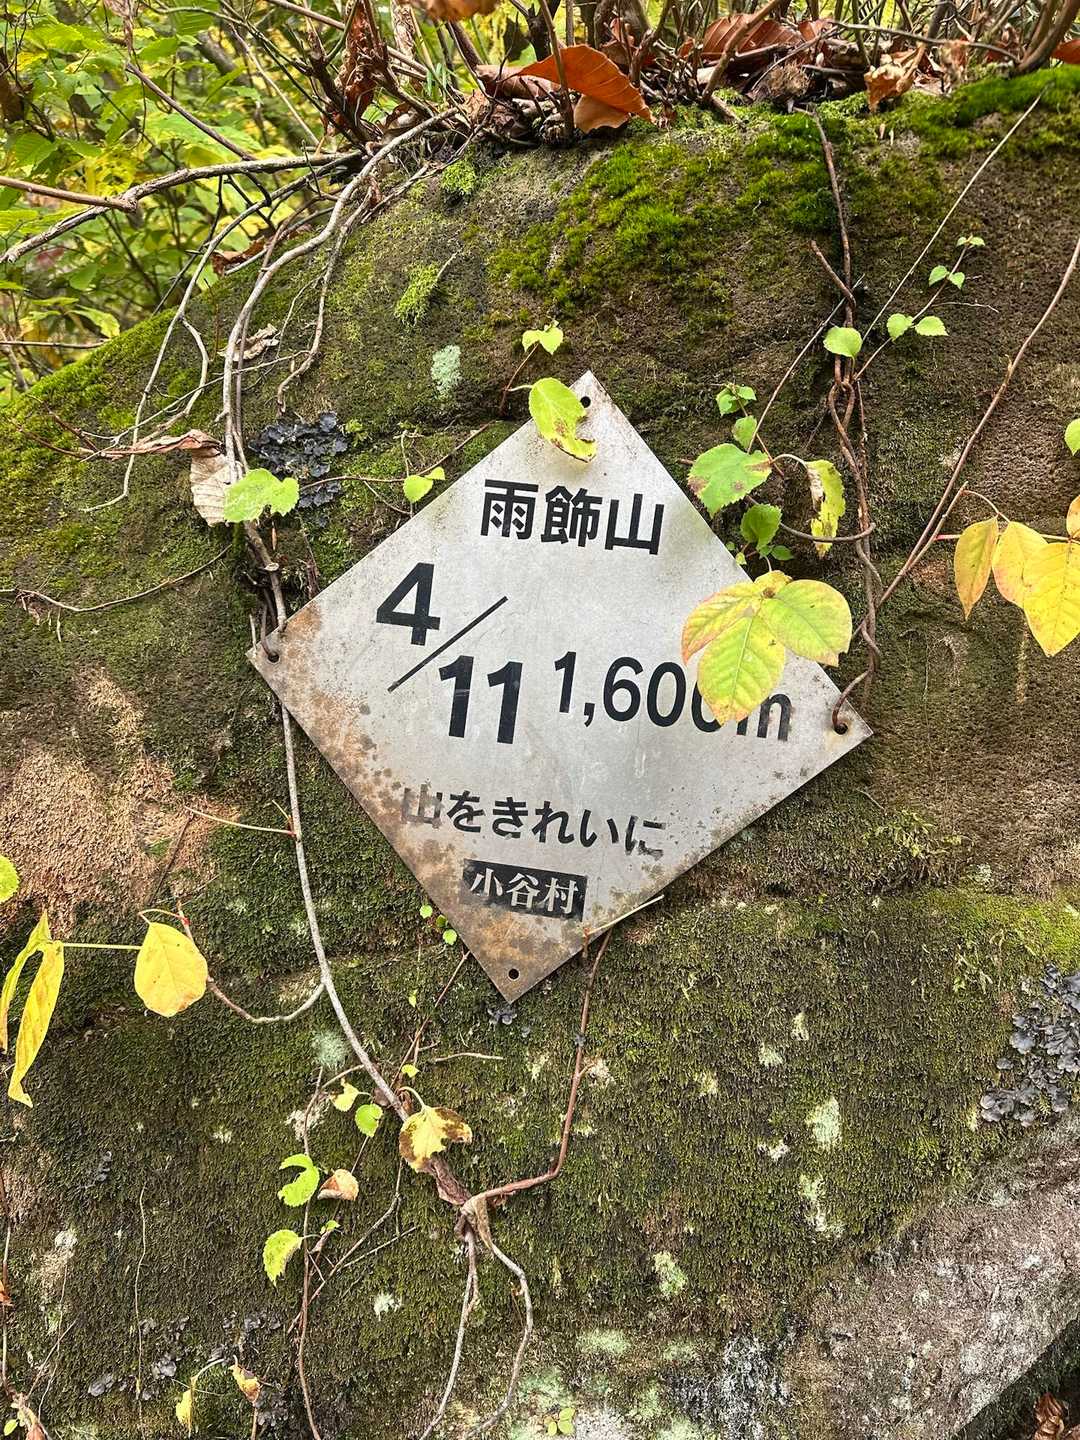 雨飾山
4/11 1,600m
山をきれいに
小谷村